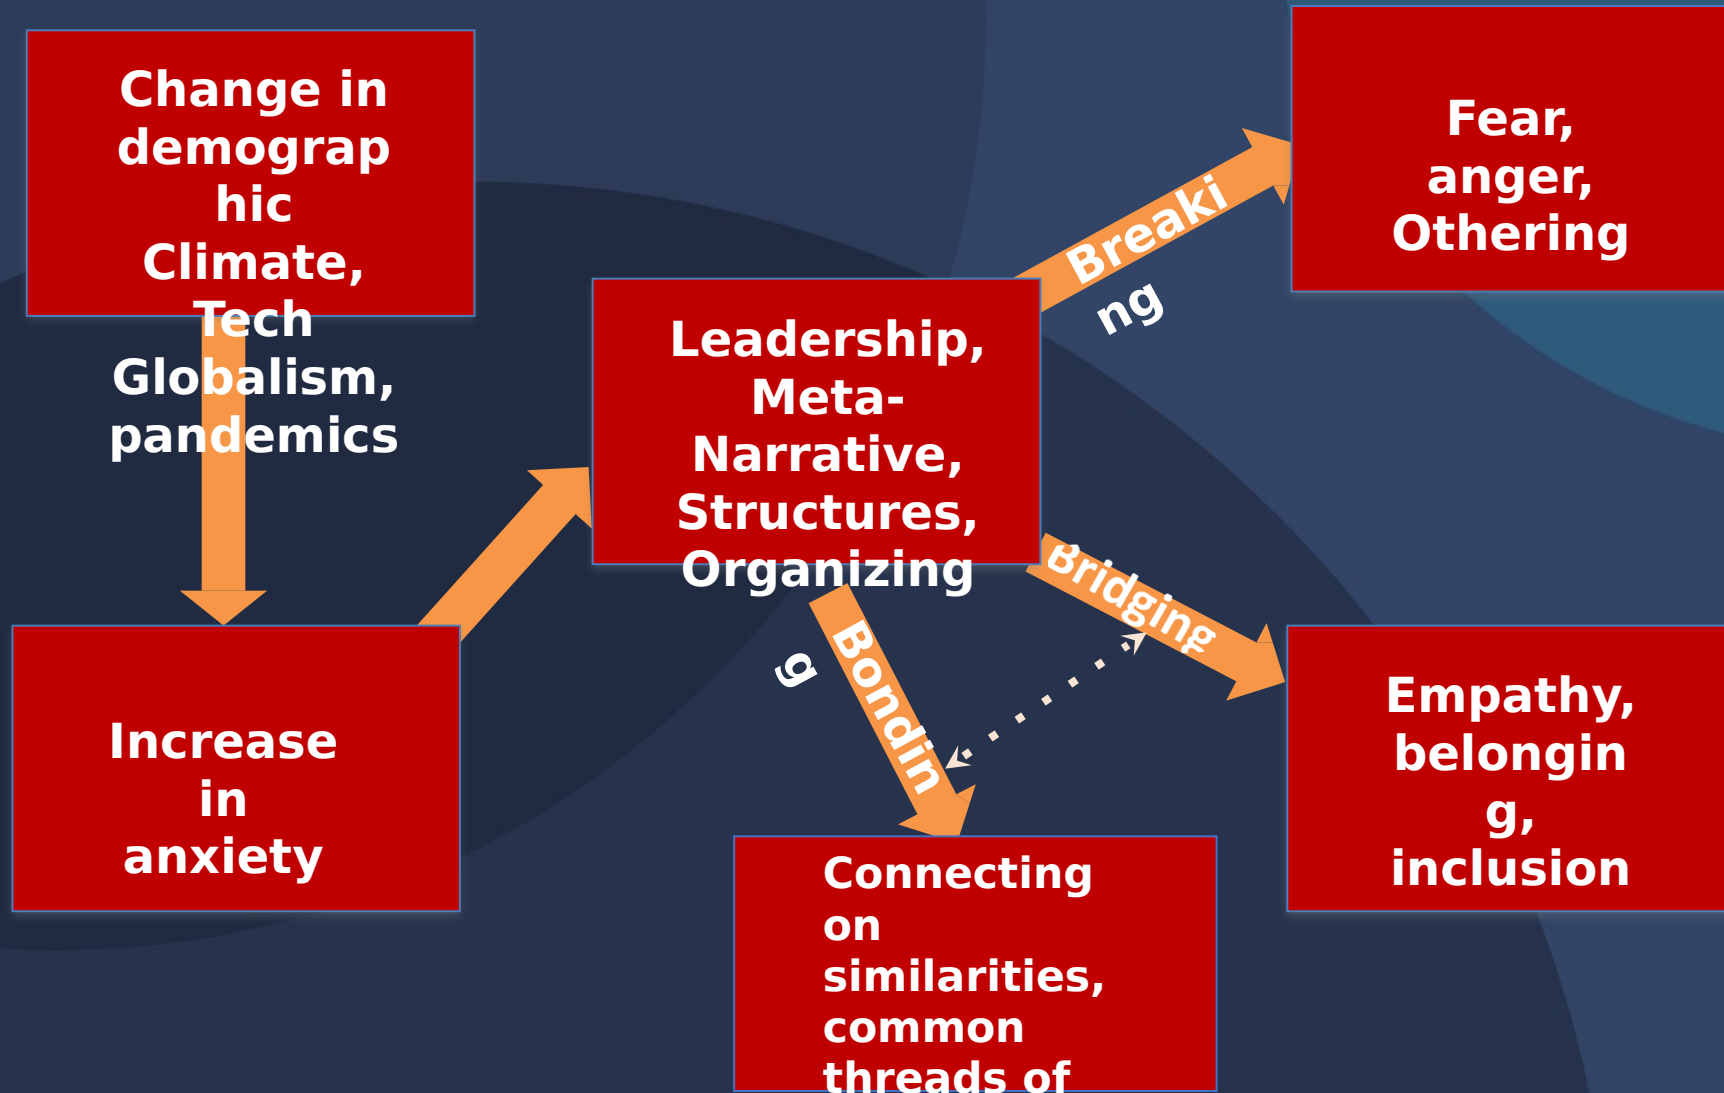 Change in
demograp
hic
Climate,
Tech
Globalism,
pandemics
Increase
in
anxiety
Leadership,
Meta-
Narrative,
Structures,
Organizing
Breaki
ng
Fear,
anger,
Othering
Bridging
Empathy,
belongin
g,
inclusion
Bondin
g
Connecting
on
similarities,
common
threads of